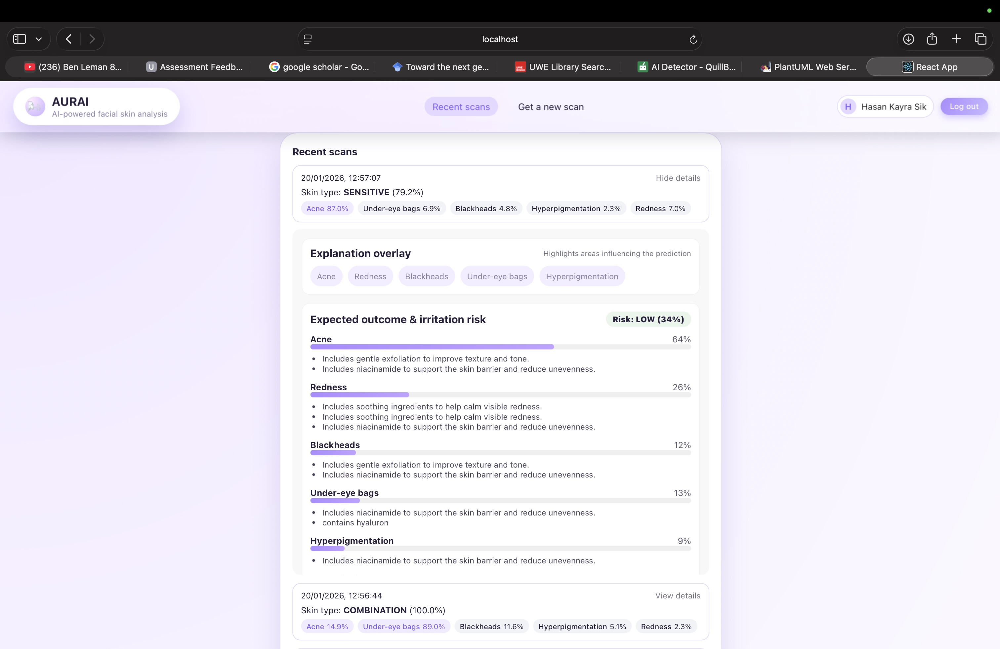 localhost
(236) Ben Leman 8...
Assessment Feedb...
google scholar - Go...
Toward the next ge...
UWE Library Searc...
AI Detector - QuillB...
PlantUML Web Ser...
React App
AURAI
AI-powered facial skin analysis
Recent scans
Get a new scan
H
Hasan Kayra Sik
Log out
Recent scans
20/01/2026, 12:57:07
Hide details
Skin type: SENSITIVE (79.2%)
Acne 87.0%
Under-eye bags 6.9%
Blackheads 4.8%
Hyperpigmentation 2.3%
Redness 7.0%
Explanation overlay
Highlights areas influencing the prediction
Acne
Redness
Blackheads
Under-eye bags
Hyperpigmentation
Expected outcome & irritation risk
Risk: LOW (34%)
Acne
64%
• Includes gentle exfoliation to improve texture and tone.
• Includes niacinamide to support the skin barrier and reduce unevenness.
Redness
26%
• Includes soothing ingredients to help calm visible redness.
• Includes soothing ingredients to help calm visible redness.
• Includes niacinamide to support the skin barrier and reduce unevenness.
Blackheads
12%
• Includes gentle exfoliation to improve texture and tone.
• Includes niacinamide to support the skin barrier and reduce unevenness.
Under-eye bags
13%
• Includes niacinamide to support the skin barrier and reduce unevenness.
• contains hyaluron
Hyperpigmentation
9%
• Includes niacinamide to support the skin barrier and reduce unevenness.
20/01/2026, 12:56:44
View details
Skin type: COMBINATION (100.0%)
Acne 14.9%
Under-eye bags 89.0%
Blackheads 11.6%
Hyperpigmentation 5.1%
Redness 2.3%